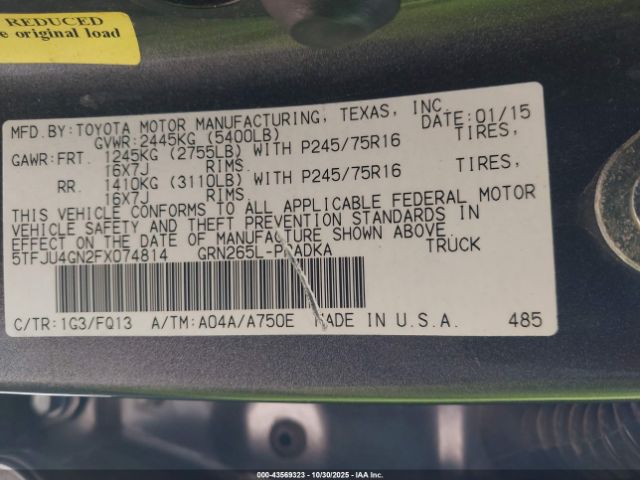 REDUCED
e original load
MFD.BY:TOYOTA MOTOR MANUFACTURING, TEXAS, INC.
GVWR:2445KG (5400LB) DATE:01/15
GAWR:FRT. 1245KG (2755LB) WITH P245/75R16 TIRES,
16X7J RIMS.
RR. 1410KG (3110LB) WITH P245/75R16 TIRES,
16X7J RIMS.
THIS VEHICLE CONFORMS TO ALL APPLICABLE FEDERAL MOTOR
VEHICLE SAFETY AND THEFT PREVENTION STANDARDS IN
EFFECT ON THE DATE OF MANUFACTURE SHOWN ABOVE.
5TFJU4GN2FX074814 TRUCK
C/TR:1G3/FQ13 A/TM:A04A/A750E MADE IN U.S.A. 485
000-43569323 - 10/30/2025 - IAA Inc.